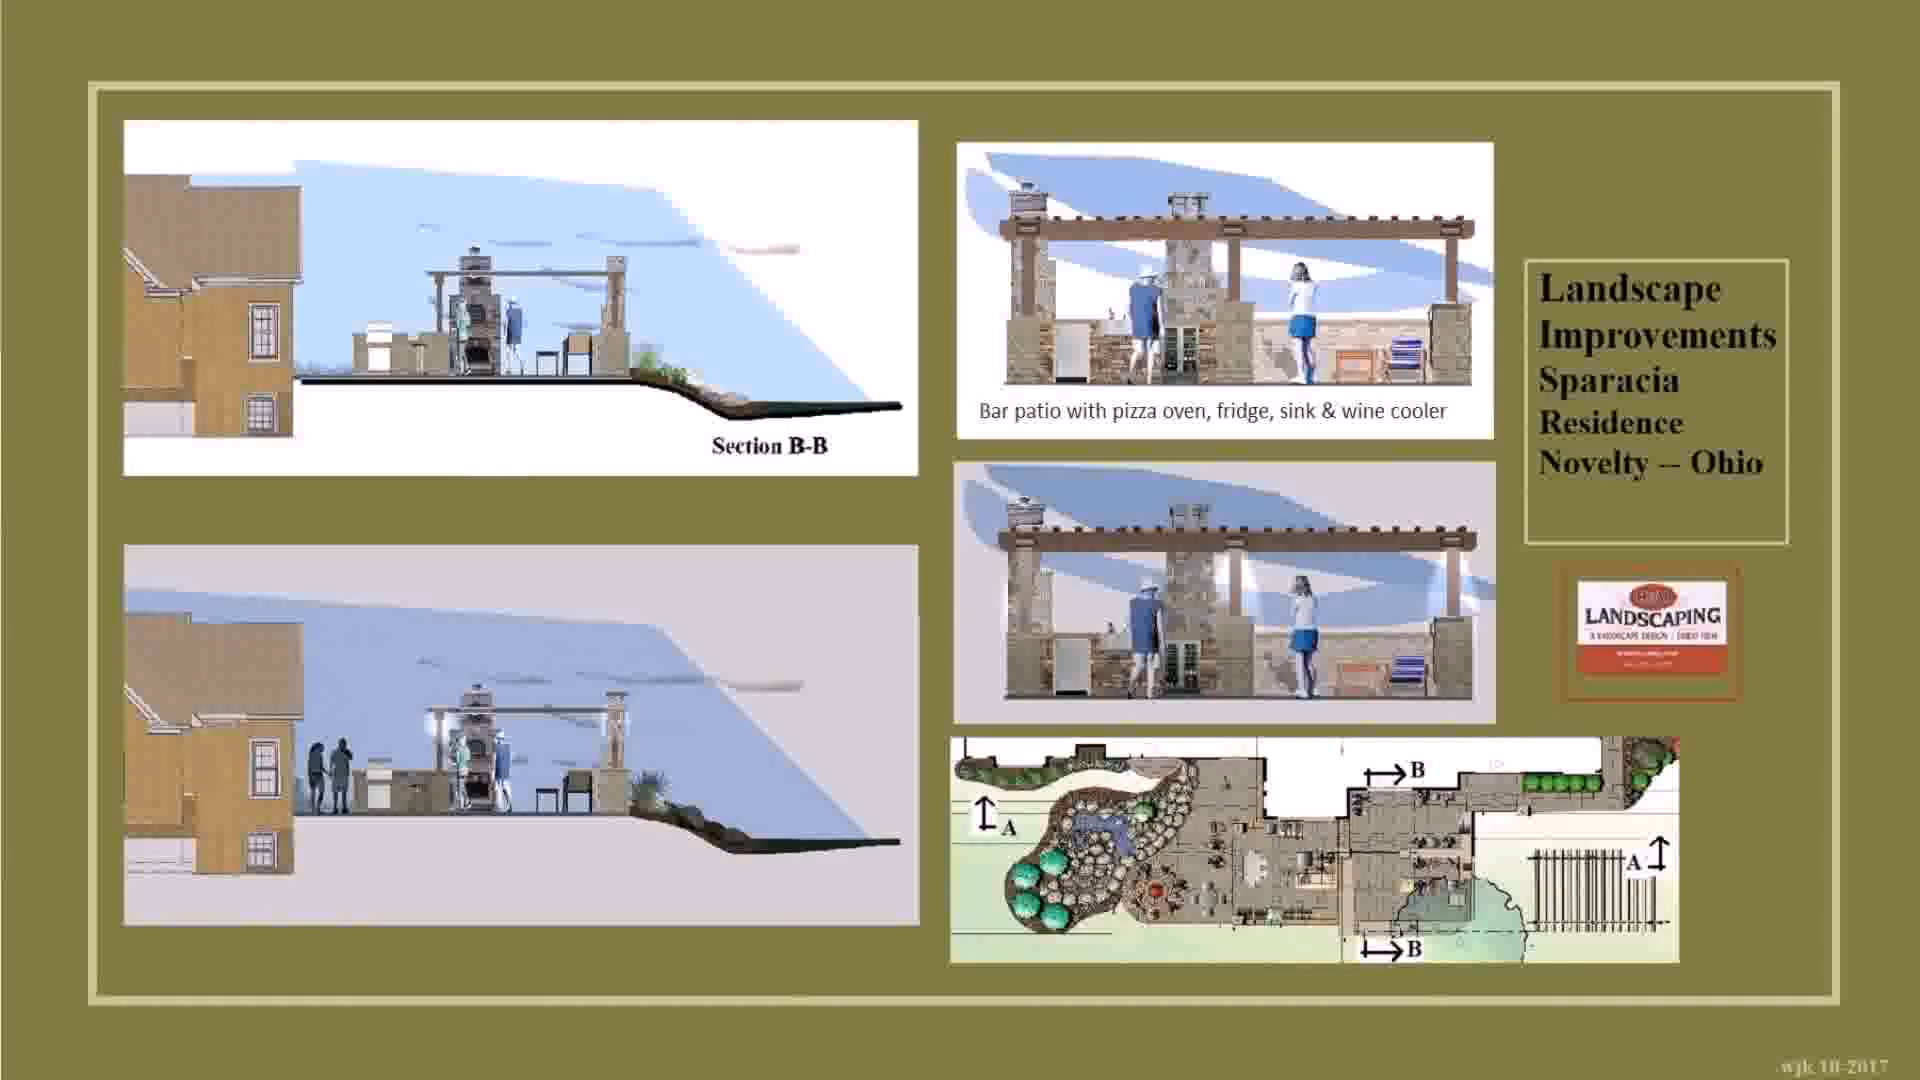 Section B-B
Bar patio with pizza oven, fridge, sink & wine cooler
Landscape
Improvements
Sparacia
Residence
Novelty -- Ohio
LANDSCAPING
B
A
A
B
wjk 10-2017